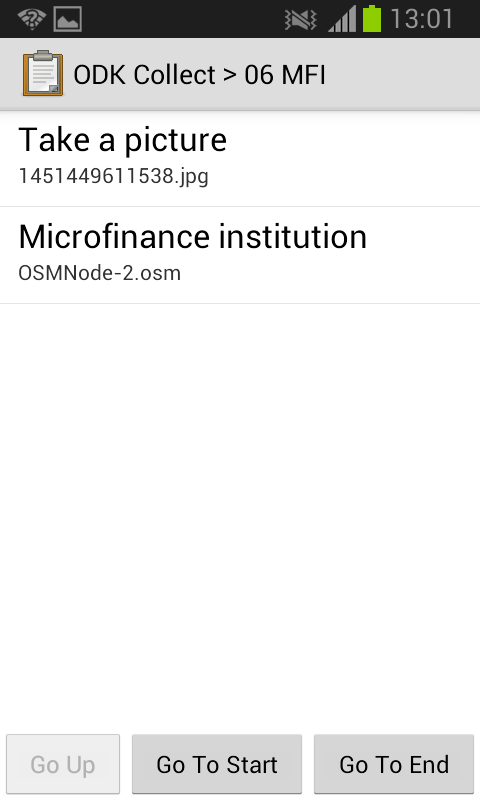 13:01
ODK Collect > 06 MFI
Take a picture
1451449611538.jpg
Microfinance institution
OSMNode-2.osm
Go Up
Go To Start
Go To End